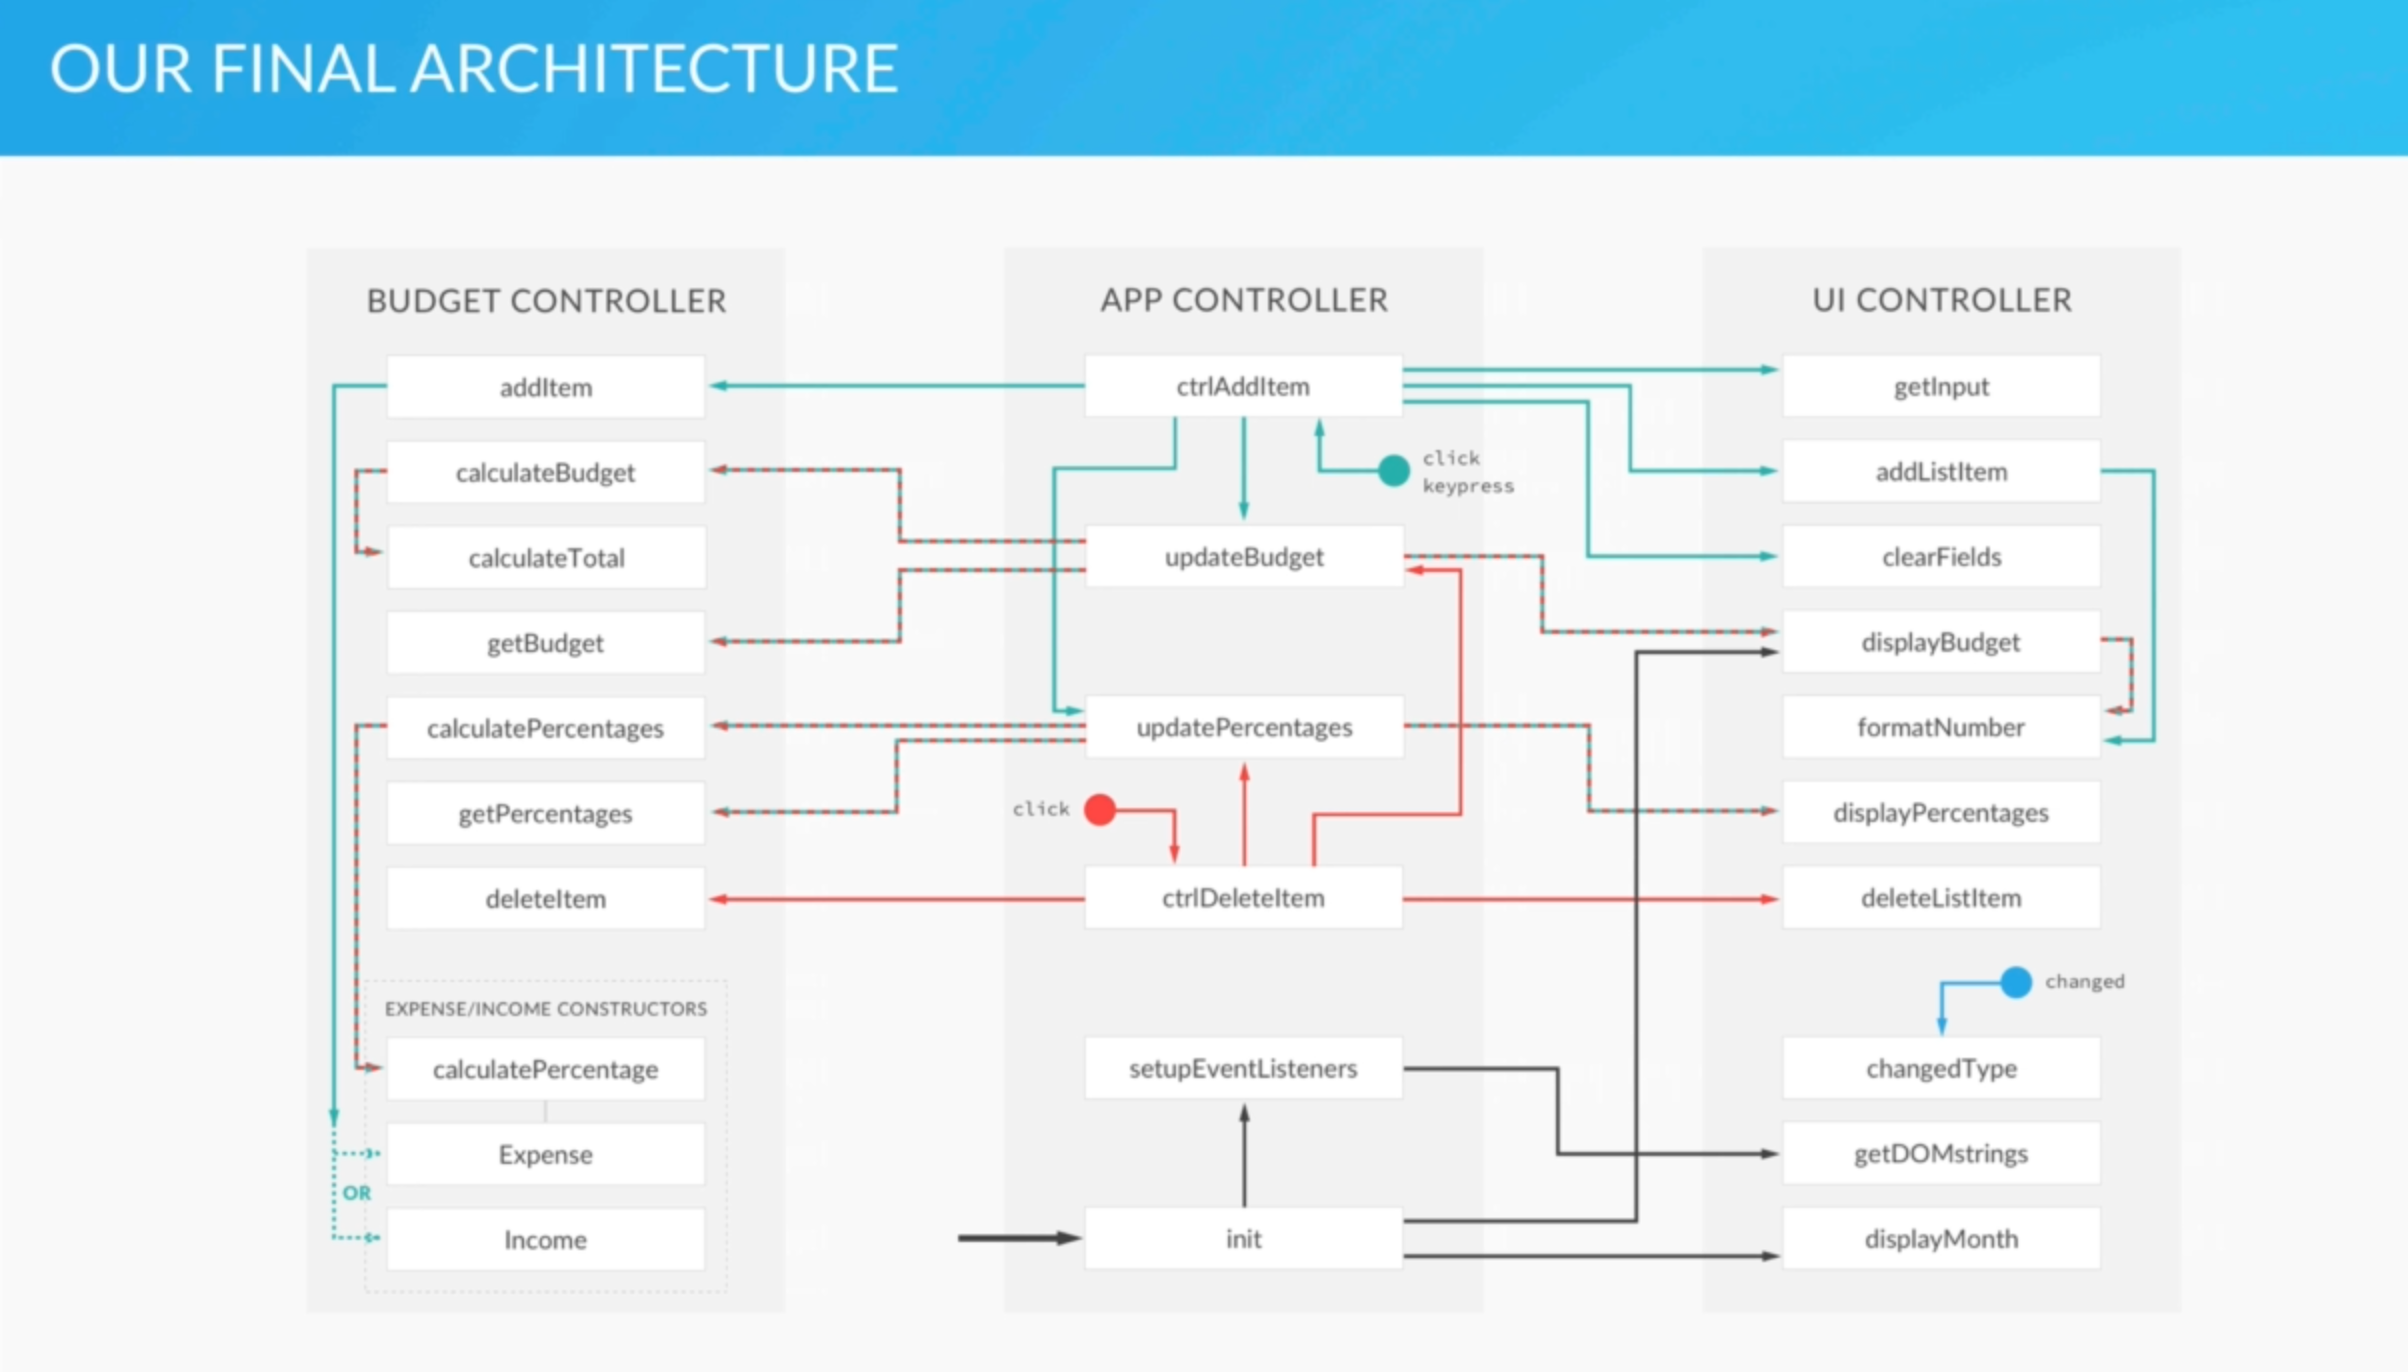 OUR FINAL ARCHITECTURE
BUDGET CONTROLLER
addItem
calculateBudget
calculateTotal
getBudget
calculatePercentages
getPercentages
deleteItem
EXPENSE/INCOME CONSTRUCTORS
calculatePercentage
Expense
OR
Income
APP CONTROLLER
ctrlAddItem
click
keypress
updateBudget
updatePercentages
click
ctrlDeleteItem
setupEventListeners
init
UI CONTROLLER
getInput
addListItem
clearFields
displayBudget
formatNumber
displayPercentages
deleteListItem
changed
changedType
getDOMstrings
displayMonth